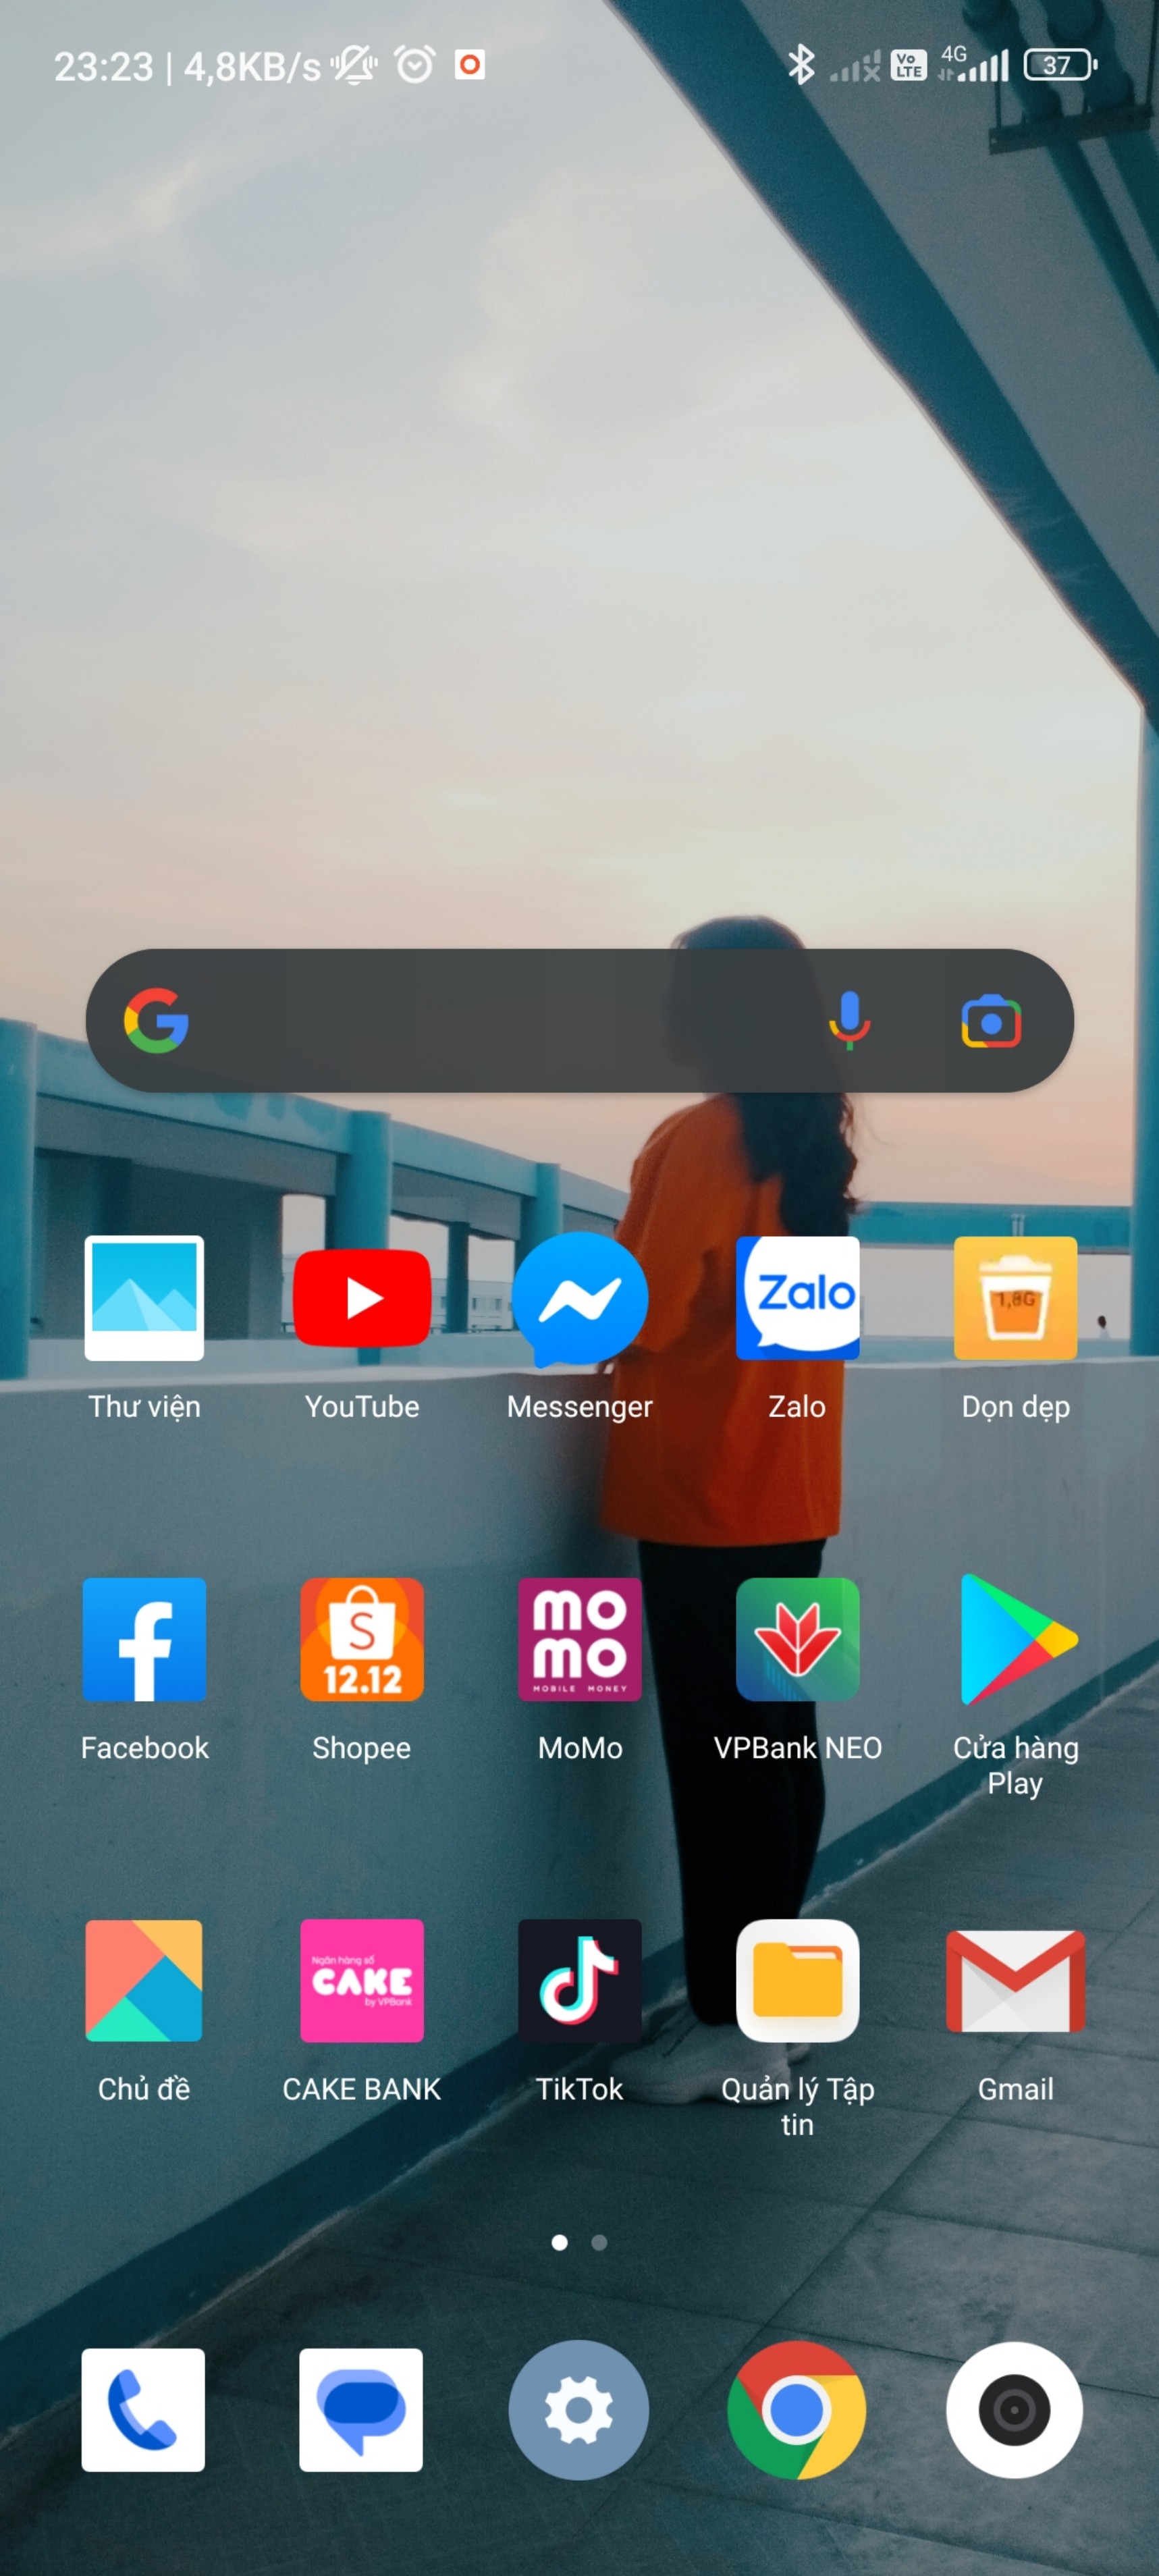 23:23 | 4,8KB/s
Vo LTE
4G
37
Zalo
1,8G
Thư viện
YouTube
Messenger
Zalo
Dọn dẹp
S
12.12
mo
mo
MOBILE MONEY
Facebook
Shopee
MoMo
VPBank NEO
Cửa hàng
Play
Ngân hàng số
CAKE
by VPBank
Chủ đề
CAKE BANK
TikTok
Quản lý Tập
tin
Gmail